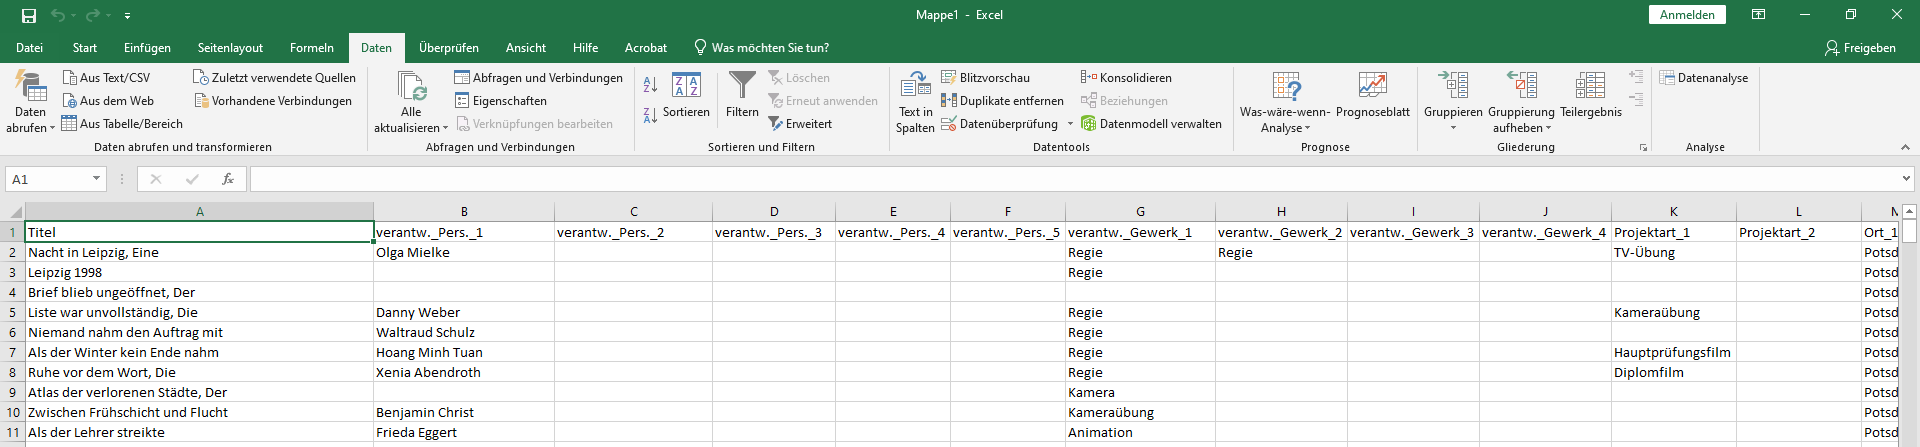 Mappe1 - Excel
Anmelden
Datei Start Einfügen Seitenlayout Formeln Daten Überprüfen Ansicht Hilfe Acrobat Was möchten Sie tun? Freigeben
Daten abrufen
Aus Text/CSV
Aus dem Web
Aus Tabelle/Bereich
Zuletzt verwendete Quellen
Vorhandene Verbindungen
Daten abrufen und transformieren
Alle aktualisieren
Abfragen und Verbindungen
Eigenschaften
Verknüpfungen bearbeiten
Abfragen und Verbindungen
A Z
Z A
Z A A Z
Sortieren
Filtern
Löschen
Erneut anwenden
Erweitert
Sortieren und Filtern
Text in Spalten
Blitzvorschau
Duplikate entfernen
Datenüberprüfung
Konsolidieren
Beziehungen
Datenmodell verwalten
Datentools
Was-wäre-wenn-Analyse
Prognoseblatt
Prognose
Gruppieren
Gruppierung aufheben
Teilergebnis
Gliederung
Datenanalyse
Analyse
A1 fx
A B C D E F G H I J K L M
1 Titel verantw._Pers._1 verantw._Pers._2 verantw._Pers._3 verantw._Pers._4 verantw._Pers._5 verantw._Gewerk_1 verantw._Gewerk_2 verantw._Gewerk_3 verantw._Gewerk_4 Projektart_1 Projektart_2 Ort_1
2 Nacht in Leipzig, Eine Olga Mielke Regie Regie TV-Übung Potsd
3 Leipzig 1998 Regie Potsd
4 Brief blieb ungeöffnet, Der Potsd
5 Liste war unvollständig, Die Danny Weber Regie Kameraübung Potsd
6 Niemand nahm den Auftrag mit Waltraud Schulz Regie Potsd
7 Als der Winter kein Ende nahm Hoang Minh Tuan Regie Hauptprüfungsfilm Potsd
8 Ruhe vor dem Wort, Die Xenia Abendroth Regie Diplomfilm Potsd
9 Atlas der verlorenen Städte, Der Kamera Potsd
10 Zwischen Frühschicht und Flucht Benjamin Christ Kameraübung Potsd
11 Als der Lehrer streikte Frieda Eggert Animation Potsd